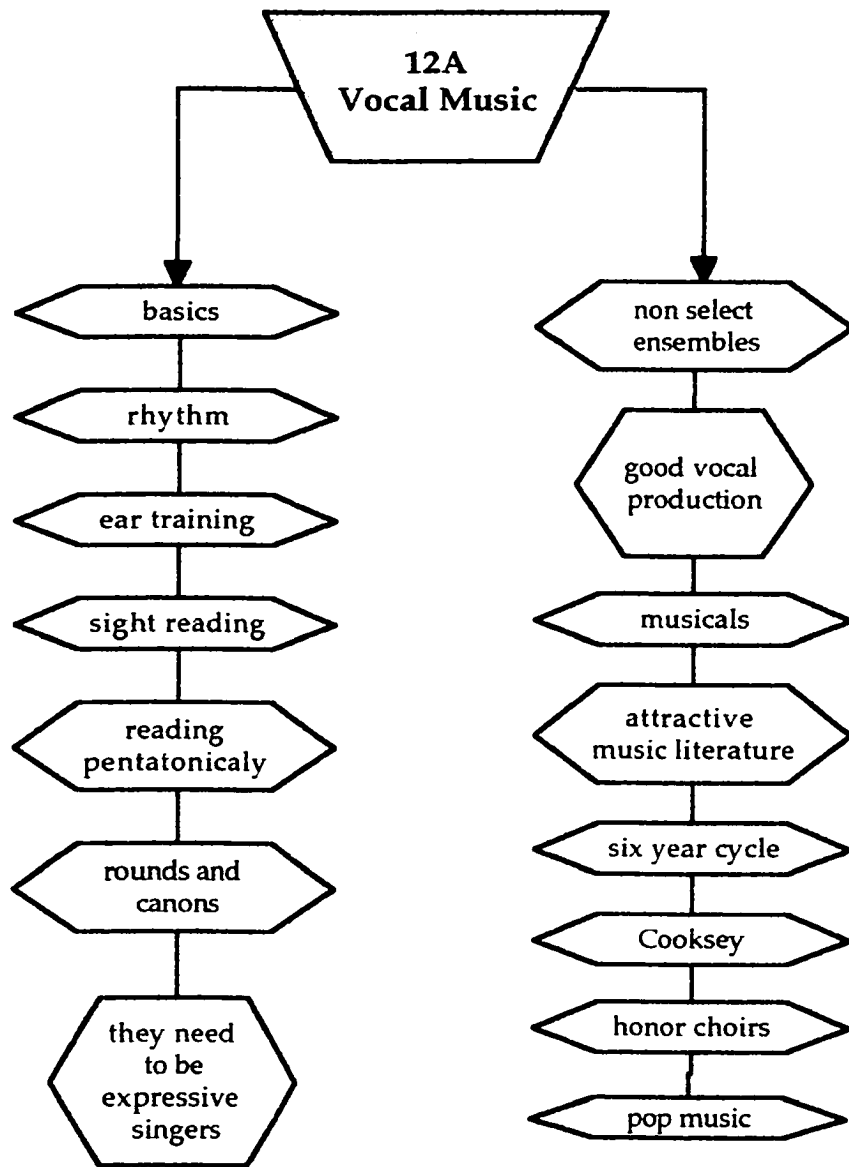 12A
Vocal Music
basics
rhythm
ear training
sight reading
reading
pentatonicaly
rounds and
canons
they need
to be
expressive
singers
non select
ensembles
good vocal
production
musicals
attractive
music literature
six year cycle
Cooksey
honor choirs
pop music